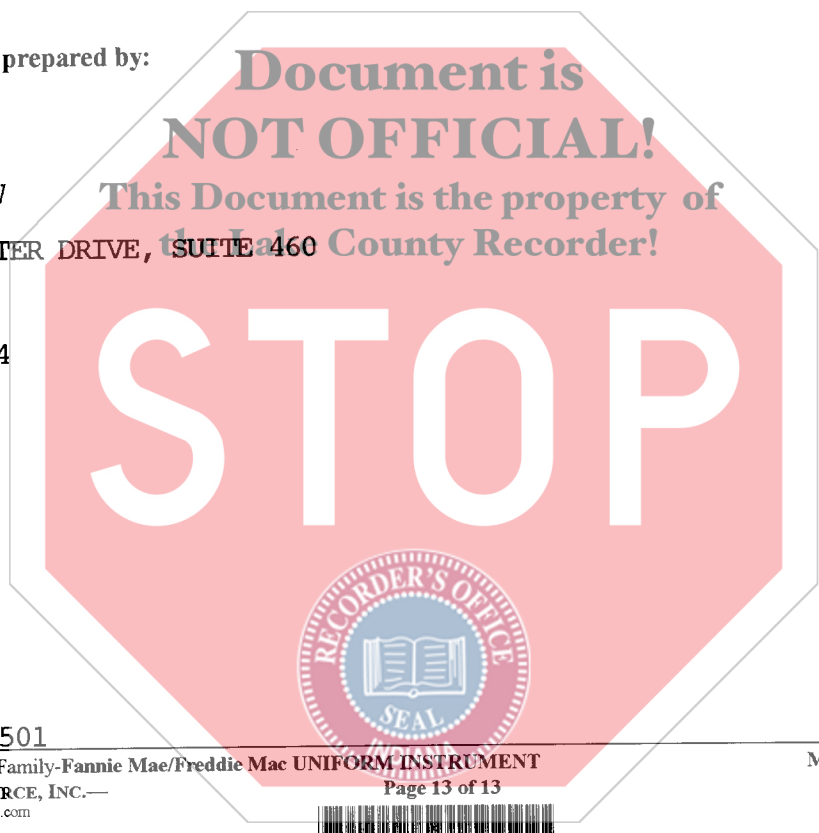 prepared by:
Document is
NOT OFFICIAL!
This Document is the property of
the Lake County Recorder!
TER DRIVE, SUITE 460
4
STOP
RECORDER'S OFFICE
SEAL
INDIANA
501
Family-Fannie Mae/Freddie Mac UNIFORM INSTRUMENT
M
RCE, INC.—
Page 13 of 13
.com